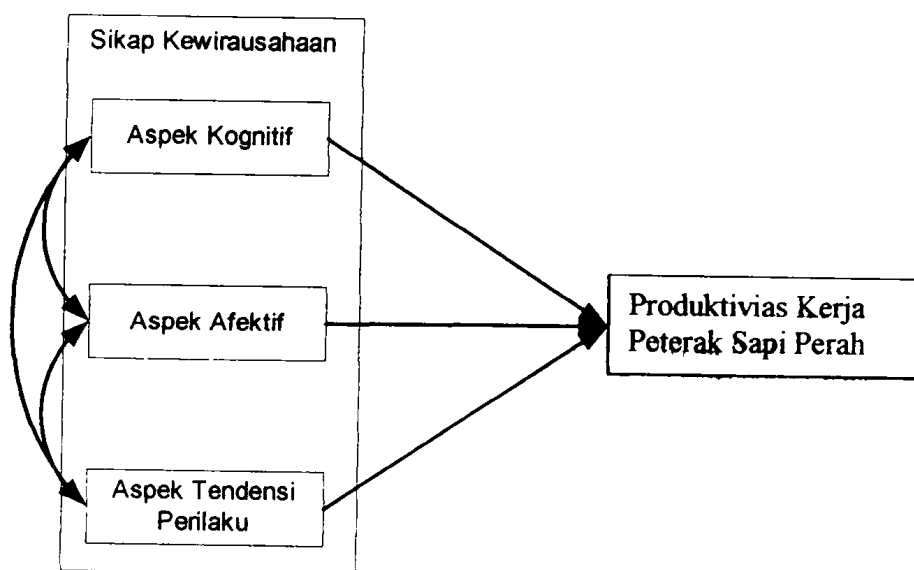 Sikap Kewirausahaan
Aspek Kognitif
Aspek Afektif
Aspek Tendensi
Perilaku
Produktivias Kerja
Peterak Sapi Perah